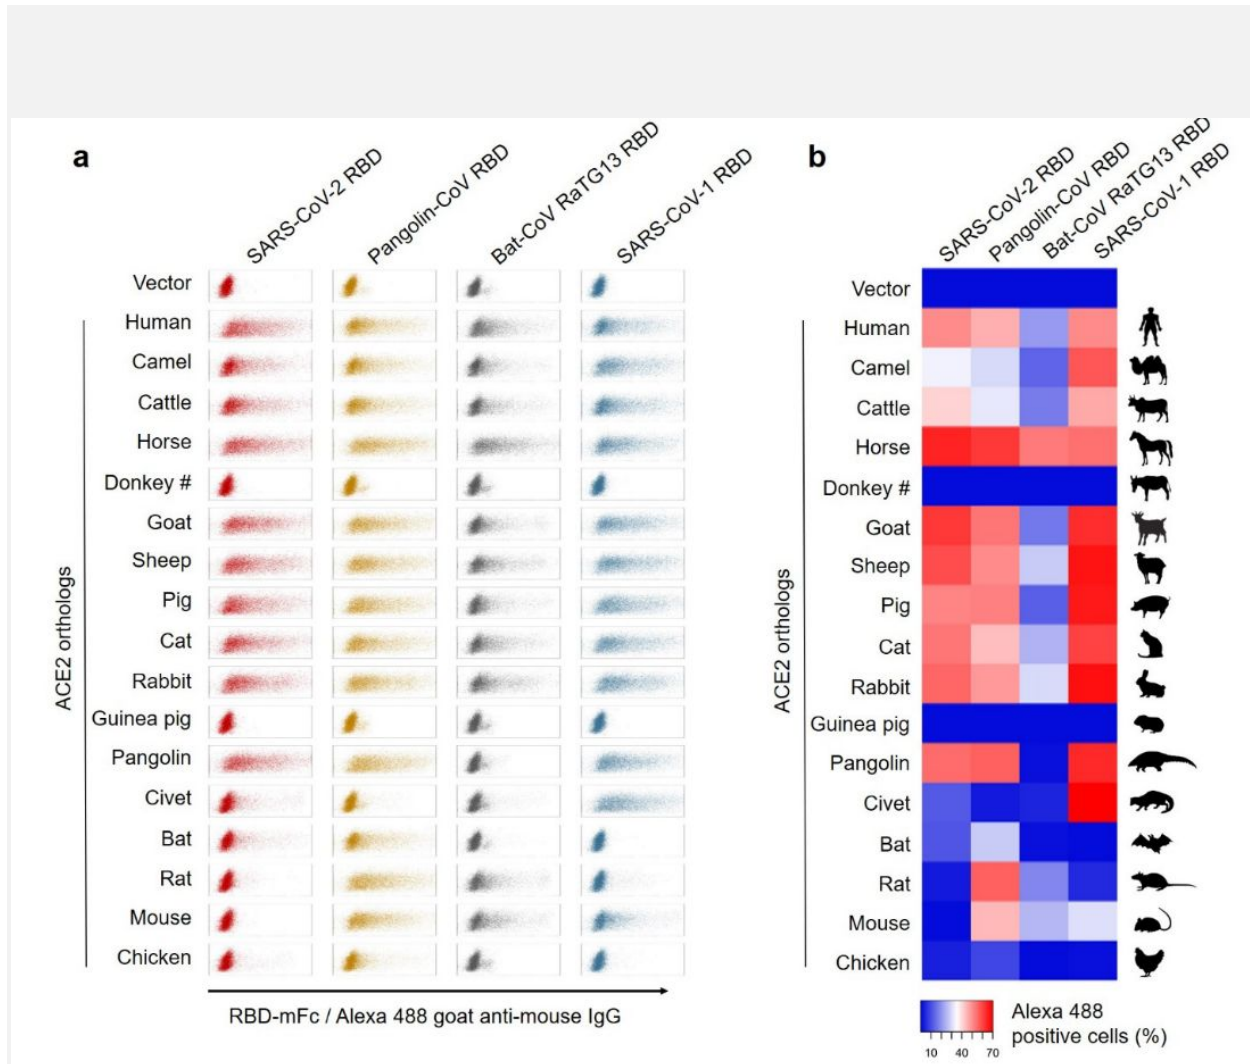 a
SARS-CoV-2 RBD
Pangolin-CoV RBD
Bat-CoV RaTG13 RBD
SARS-CoV-1 RBD
Vector
Human
Camel
Cattle
Horse
Donkey #
Goat
Sheep
Pig
Cat
Rabbit
Guinea pig
Pangolin
Civet
Bat
Rat
Mouse
Chicken
ACE2 orthologs
RBD-mFc / Alexa 488 goat anti-mouse IgG
b
SARS-CoV-2 RBD
Pangolin-CoV RBD
Bat-CoV RaTG13 RBD
SARS-CoV-1 RBD
Vector
Human
Camel
Cattle
Horse
Donkey #
Goat
Sheep
Pig
Cat
Rabbit
Guinea pig
Pangolin
Civet
Bat
Rat
Mouse
Chicken
ACE2 orthologs
10 40 70
Alexa 488
positive cells (%)